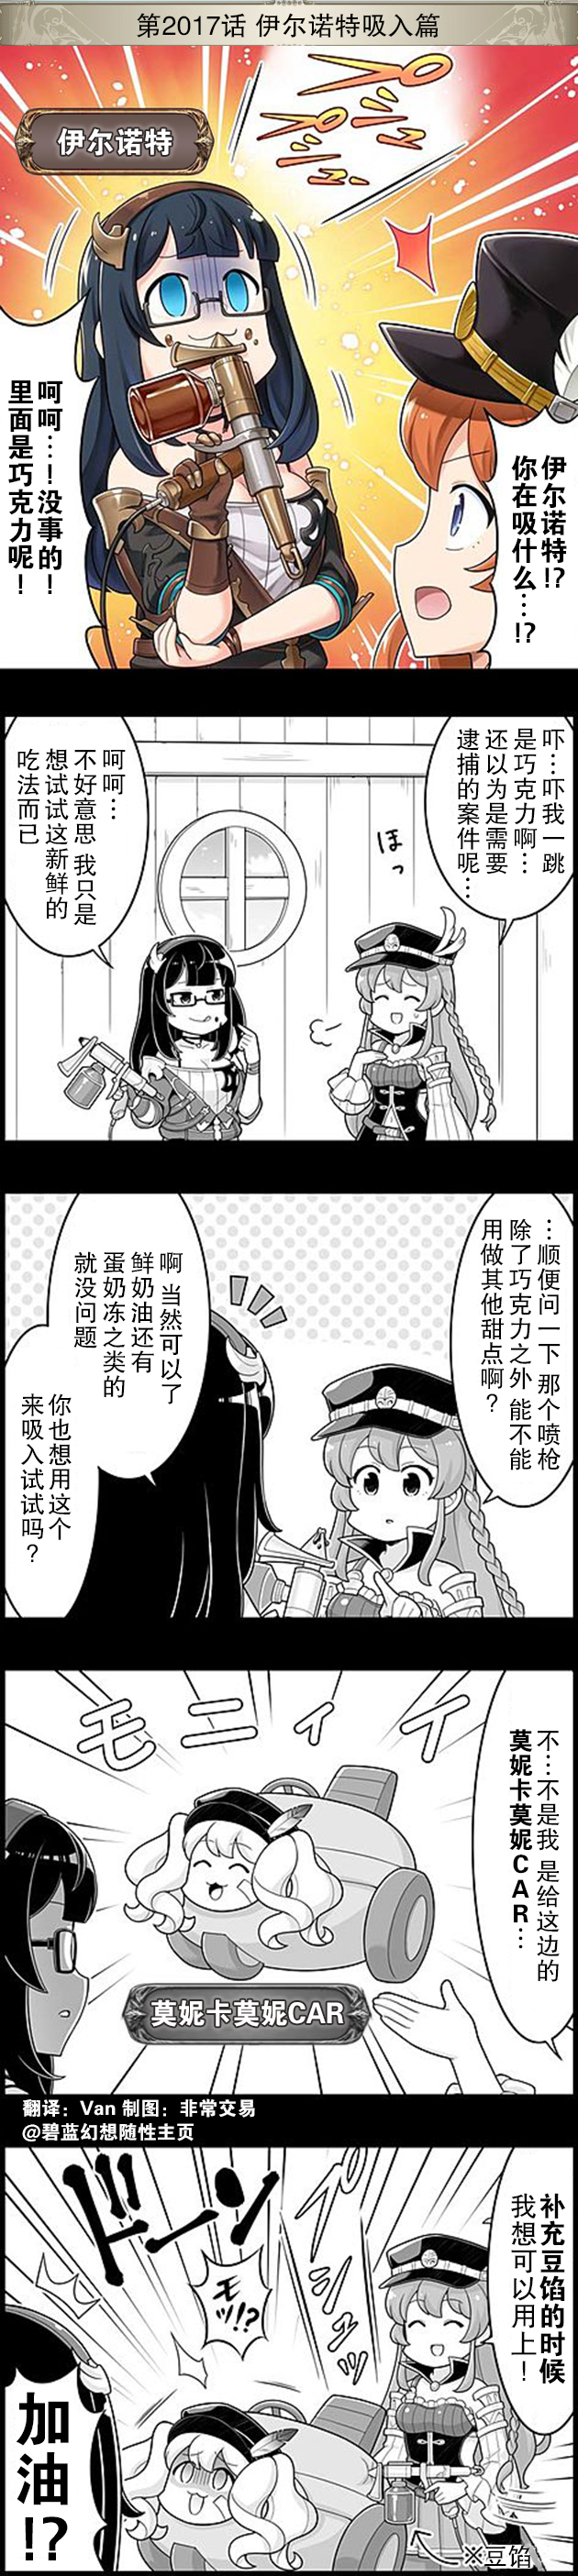 第2017话 伊尔诺特吸入篇
伊尔诺特
伊尔诺特!?
你在吸什么…!?
呵呵…！没事的！
里面是巧克力呢！
吓…吓我一跳
是巧克力啊…
还以为是需要
逮捕的案件呢…
ほっ
呵呵…
不好意思 我只是
想试试这新鲜的
吃法而已
…顺便问一下 那个喷枪
除了巧克力之外 能不能
用做其他甜点啊？
啊 当然可以了
鲜奶油还有
蛋奶冻之类的
就没问题
你也想用这个
来吸入试试吗？
モニィィ
不…不是我 是给这边的
莫妮卡莫妮CAR…
莫妮卡莫妮CAR
翻译：Van 制图：非常交易
@碧蓝幻想随性主页
补充豆馅的时候
我想可以用上！
プシュッ
モッ!?
ドドーン
加油!?
※豆馅